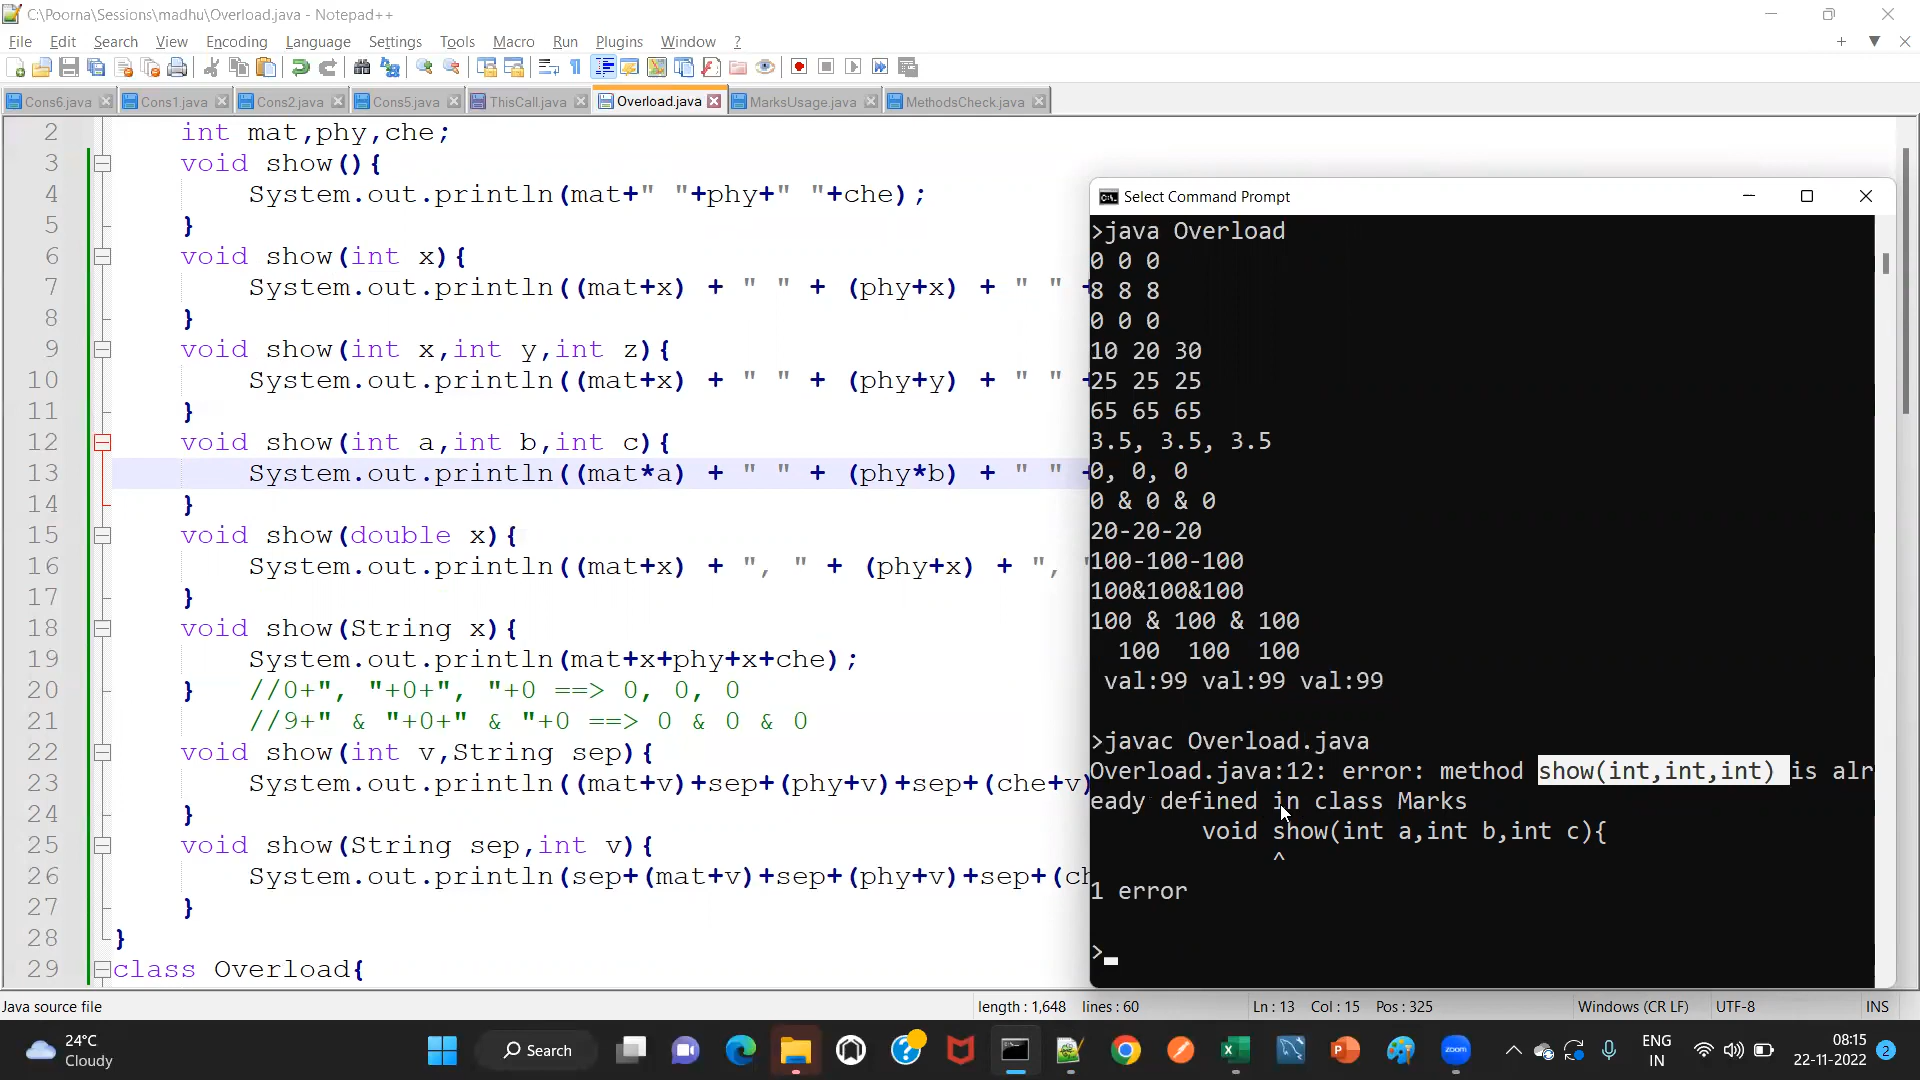 C:\Poorna\Sessions\madhu\Overload.java - Notepad++
File Edit Search View Encoding Language Settings Tools Macro Run Plugins Window ?
Cons6.java Cons1.java Cons2.java Cons5.java ThisCall.java Overload.java MarksUsage.java MethodsCheck.java
2 int mat,phy,che;
3 void show(){
4 System.out.println(mat+" "+phy+" "+che);
5 }
6 void show(int x){
7 System.out.println((mat+x) + " " + (phy+x) + " " +
8 }
9 void show(int x,int y,int z){
10 System.out.println((mat+x) + " " + (phy+y) + " " +
11 }
12 void show(int a,int b,int c){
13 System.out.println((mat*a) + " " + (phy*b) + " " +
14 }
15 void show(double x){
16 System.out.println((mat+x) + ", " + (phy+x) + ", "
17 }
18 void show(String x){
19 System.out.println(mat+x+phy+x+che);
20 } //0+", "+0+", "+0 ==> 0, 0, 0
21 //9+" & "+0+" & "+0 ==> 0 & 0 & 0
22 void show(int v,String sep){
23 System.out.println((mat+v)+sep+(phy+v)+sep+(che+v)
24 }
25 void show(String sep,int v){
26 System.out.println(sep+(mat+v)+sep+(phy+v)+sep+(ch
27 }
28 }
29 class Overload{
Select Command Prompt
>java Overload
0 0 0
8 8 8
0 0 0
10 20 30
25 25 25
65 65 65
3.5, 3.5, 3.5
0, 0, 0
0 & 0 & 0
20-20-20
100-100-100
100&100&100
100 & 100 & 100
100 100 100
val:99 val:99 val:99
>javac Overload.java
Overload.java:12: error: method show(int,int,int) is alr
eady defined in class Marks
void show(int a,int b,int c){
^
1 error
>
Java source file length : 1,648 lines : 60 Ln : 13 Col : 15 Pos : 325 Windows (CR LF) UTF-8 INS
24°C
Cloudy
Search
zoom
ENG
IN
08:15
22-11-2022
2